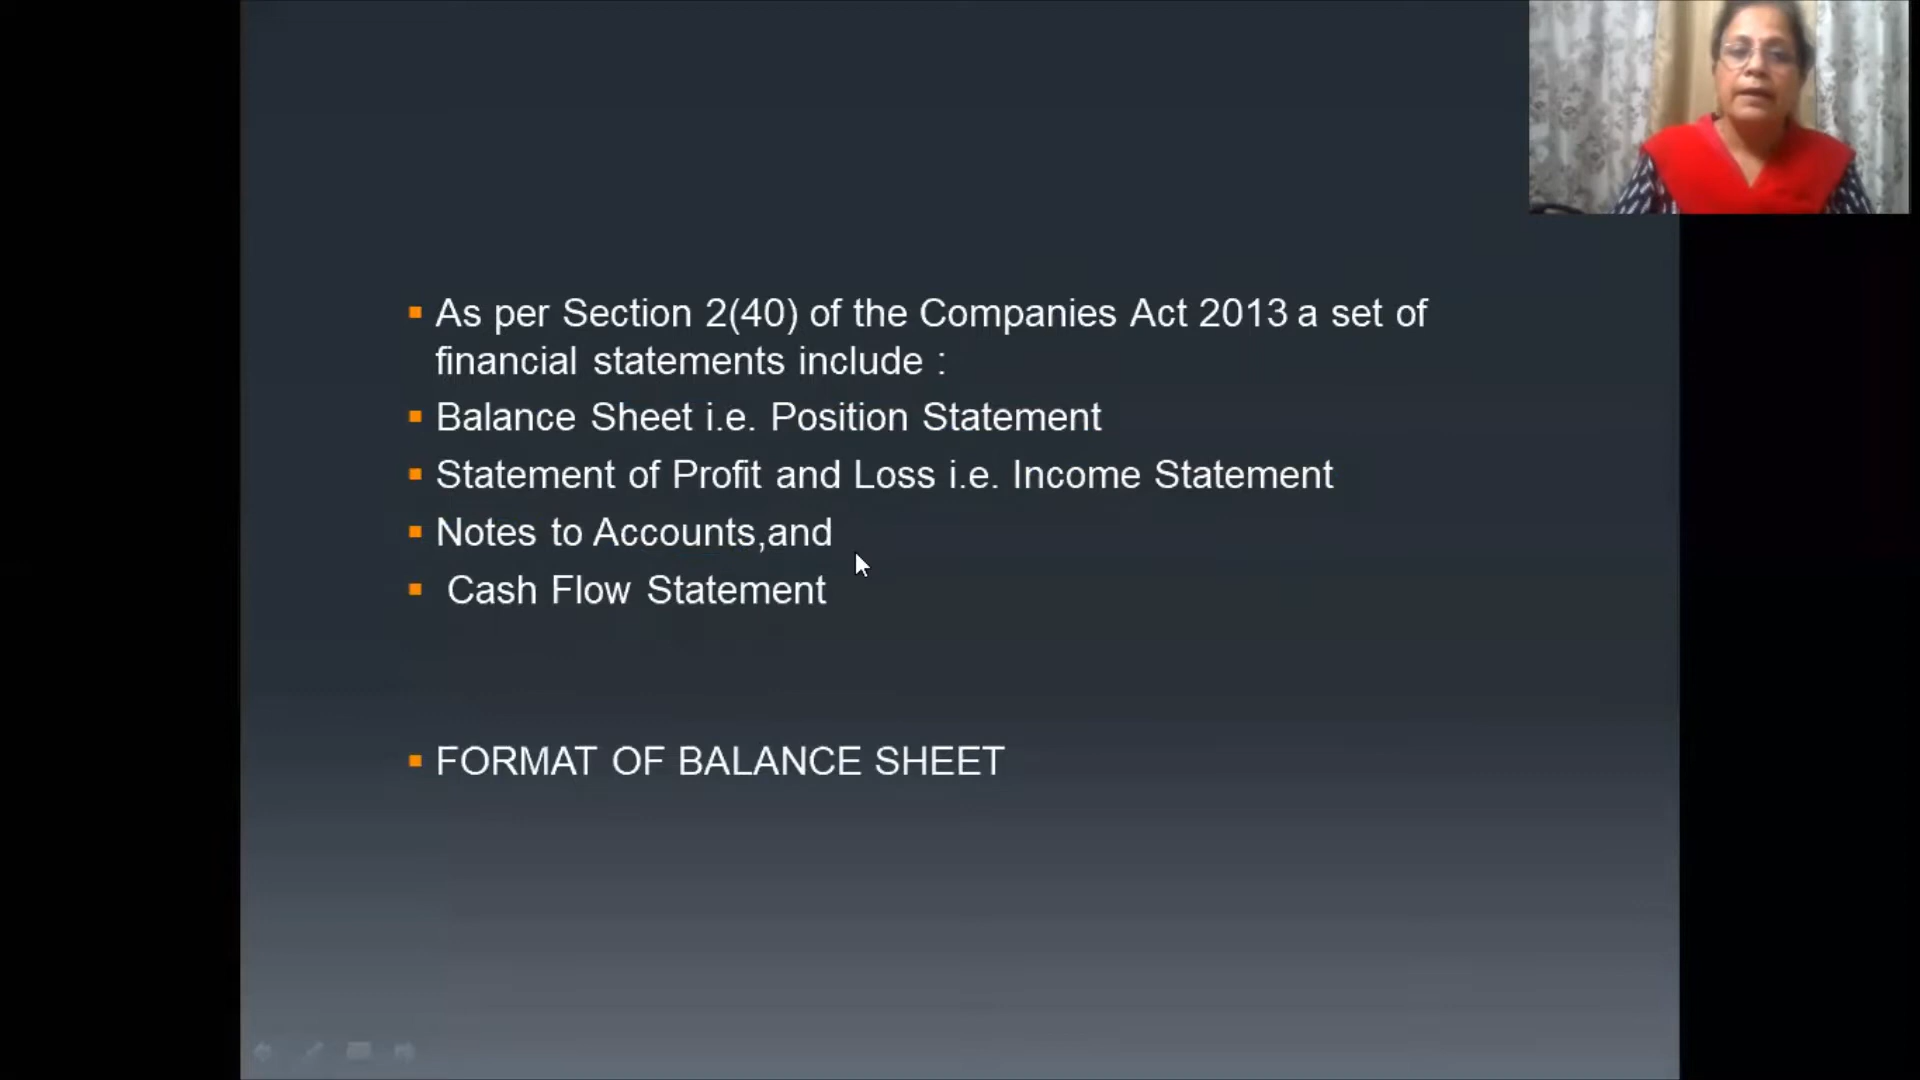 As per Section 2(40) of the Companies Act 2013 a set of
financial statements include :
Balance Sheet i.e. Position Statement
Statement of Profit and Loss i.e. Income Statement
Notes to Accounts,and
Cash Flow Statement
FORMAT OF BALANCE SHEET